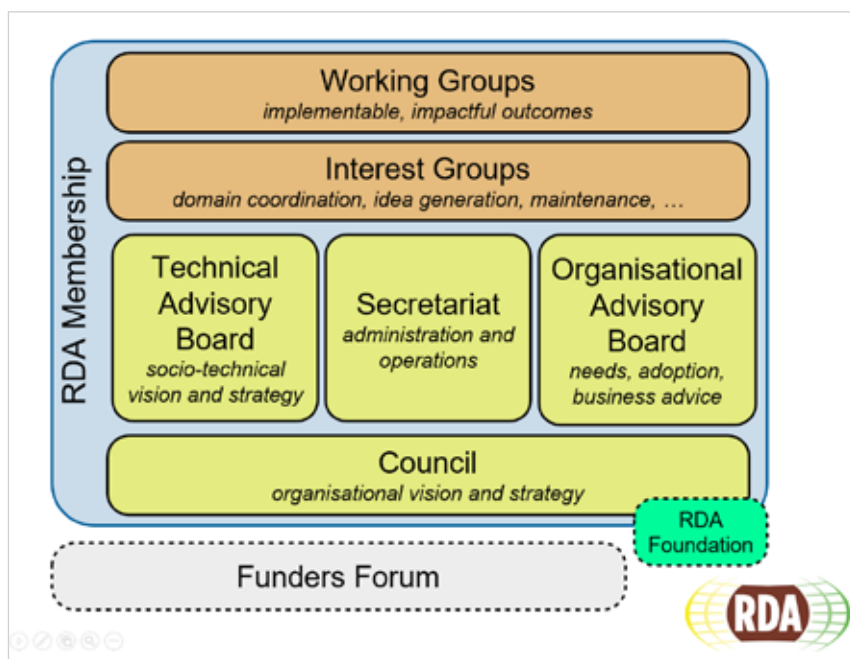 Working Groups
implementable, impactful outcomes
Interest Groups
domain coordination, idea generation, maintenance, …
RDA Membership
Technical
Advisory
Board
socio-technical
vision and strategy
Secretariat
administration and
operations
Organisational
Advisory
Board
needs, adoption,
business advice
Council
organisational vision and strategy
RDA
Foundation
Funders Forum
RDA